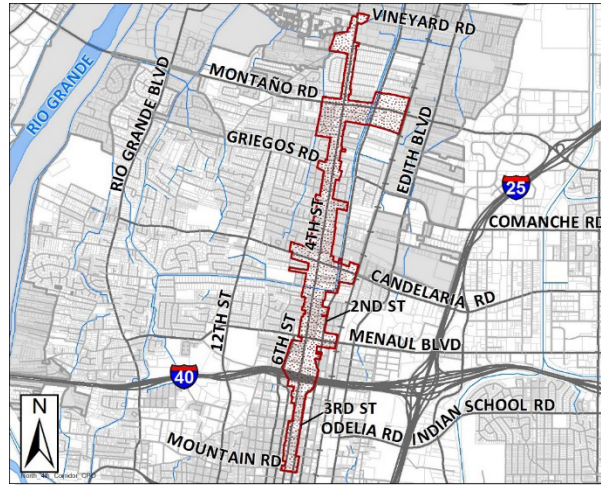 VINEYARD RD
MONTAÑO RD
RIO GRANDE
RIO GRANDE BLVD
GRIEGOS RD
EDITH BLVD
25
4TH ST
COMANCHE RD
CANDELARIA RD
2ND ST
12TH ST
6TH ST
MENAUL BLVD
40
3RD ST
ODELIA RD
INDIAN SCHOOL RD
N
MOUNTAIN RD
North_4th_Corridor_CPO